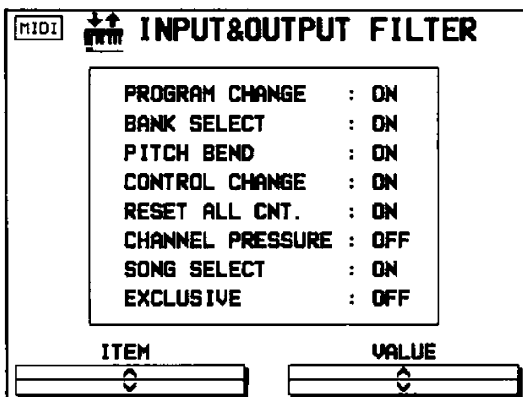 MIDI INPUT&OUTPUT FILTER
PROGRAM CHANGE : ON
BANK SELECT : ON
PITCH BEND : ON
CONTROL CHANGE : ON
RESET ALL CNT. : ON
CHANNEL PRESSURE : OFF
SONG SELECT : ON
EXCLUSIVE : OFF
ITEM VALUE